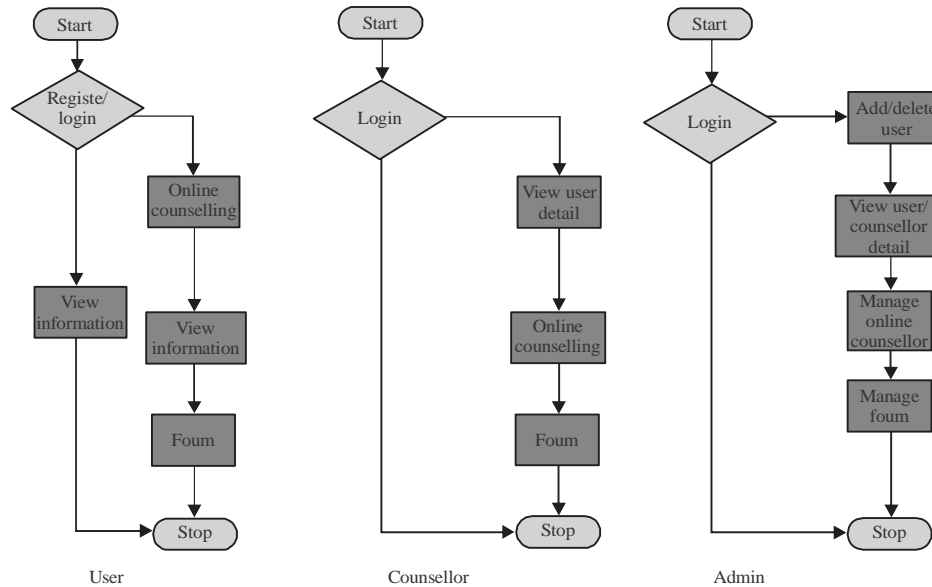 Start
Registe/
login
Online
counselling
View
information
View
information
Foum
Stop
User
Start
Login
View user
detail
Online
counselling
Foum
Stop
Counsellor
Start
Login
Add/delete
user
View user/
counsellor
detail
Manage
online
counsellor
Manage
foum
Stop
Admin